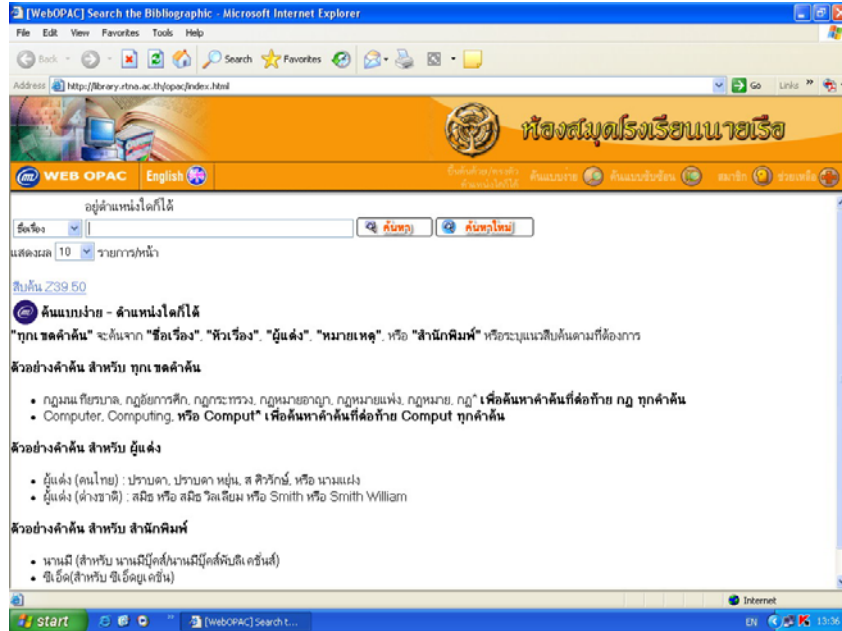 [WebOPAC] Search the Bibliographic - Microsoft Internet Explorer
File Edit View Favorites Tools Help
Back Search Favorites
Address http://library.rtna.ac.th/opac/index.html Go Links
ห้องสมุดโรงเรียนนายเรือ
WEB OPAC English ขึ้นต้นด้วย/ตรงตัว ค้นแบบง่าย ค้นแบบซับซ้อน สมาชิก ช่วยเหลือ
ตำแหน่งใดก็ได้
อยู่ตำแหน่งใดก็ได้
ชื่อเรื่อง ค้นหา ค้นหาใหม่
แสดงผล 10 รายการ/หน้า
สืบค้น Z39.50
ค้นแบบง่าย - ตำแหน่งใดก็ได้
"ทุกเขตคำค้น" จะค้นจาก "ชื่อเรื่อง", "หัวเรื่อง", "ผู้แต่ง", "หมายเหตุ", หรือ "สำนักพิมพ์" หรือระบุแนวสืบค้นตามที่ต้องการ
ตัวอย่างคำค้น สำหรับ ทุกเขตคำค้น
• กฎมณเฑียรบาล, กฎอัยการศึก, กฎกระทรวง, กฎหมายอาญา, กฎหมายแพ่ง, กฎหมาย, กฎ* เพื่อค้นหาคำค้นที่ต่อท้าย กฎ ทุกคำค้น
• Computer, Computing, หรือ Comput* เพื่อค้นหาคำค้นที่ต่อท้าย Comput ทุกคำค้น
ตัวอย่างคำค้น สำหรับ ผู้แต่ง
• ผู้แต่ง (คนไทย) : ปราบดา, ปราบดา หยุ่น, ส ศิวรักษ์, หรือ นามแฝง
• ผู้แต่ง (ต่างชาติ) : สมิธ หรือ สมิธ วิลเลียม หรือ Smith หรือ Smith William
ตัวอย่างคำค้น สำหรับ สำนักพิมพ์
• นานมี (สำหรับ นานมีบุ๊คส์/นานมีบุ๊คส์พับลิเคชั่นส์)
• ซีเอ็ด(สำหรับ ซีเอ็ดยูเคชั่น)
Internet
start [WebOPAC] Search t... EN 13:36